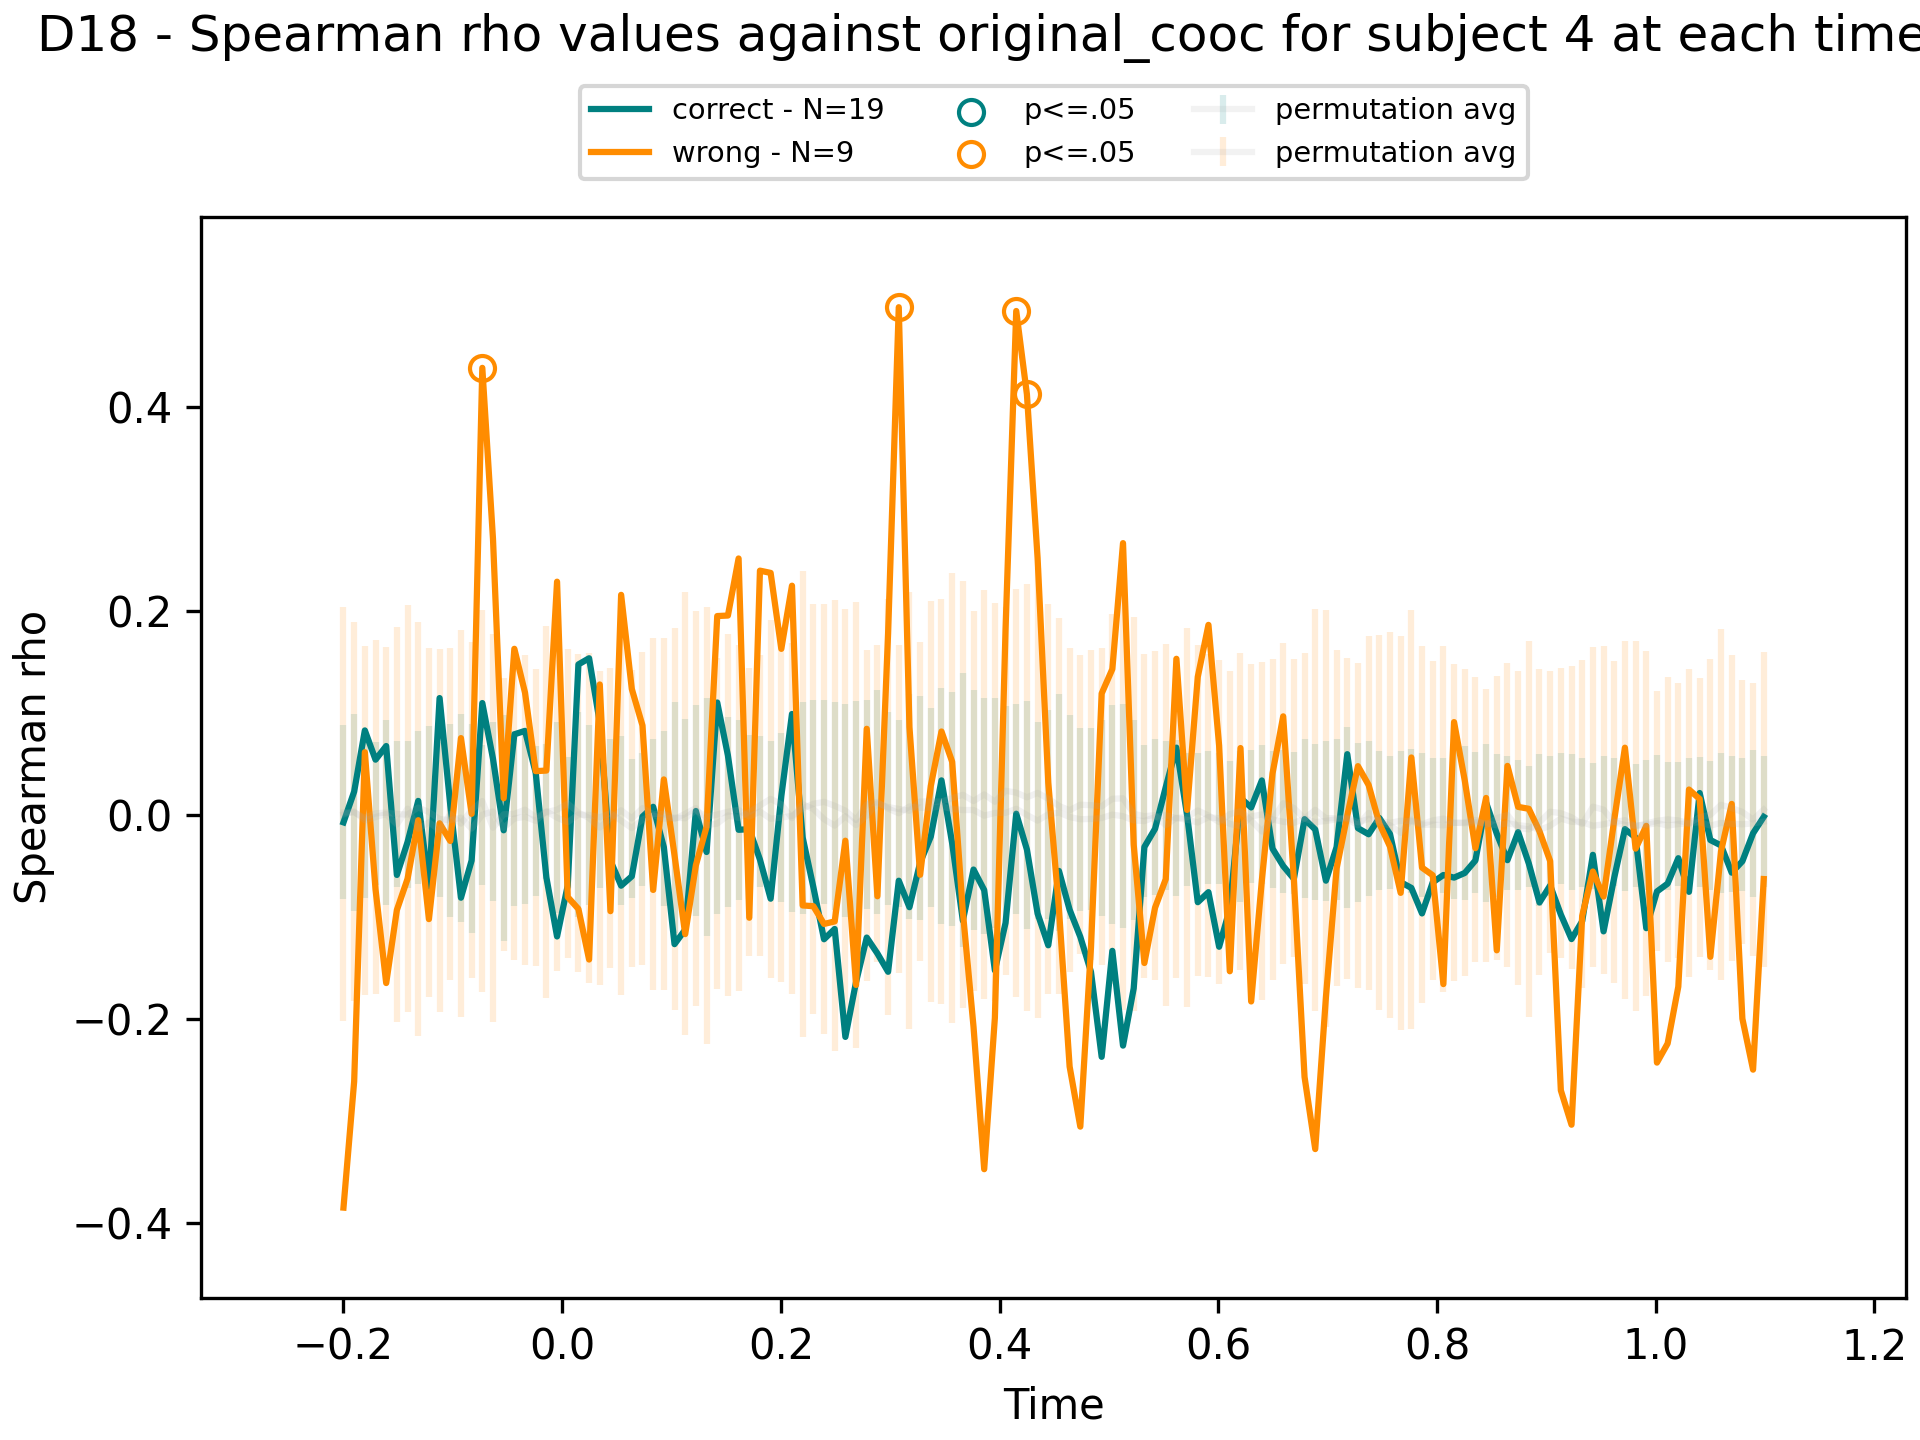 D18 - Spearman rho values against original_cooc for subject 4 at each time
correct - N=19
wrong - N=9
p<=.05
p<=.05
permutation avg
permutation avg
Spearman rho
0.4
0.2
0.0
−0.2
−0.4
−0.2 0.0 0.2 0.4 0.6 0.8 1.0 1.2
Time